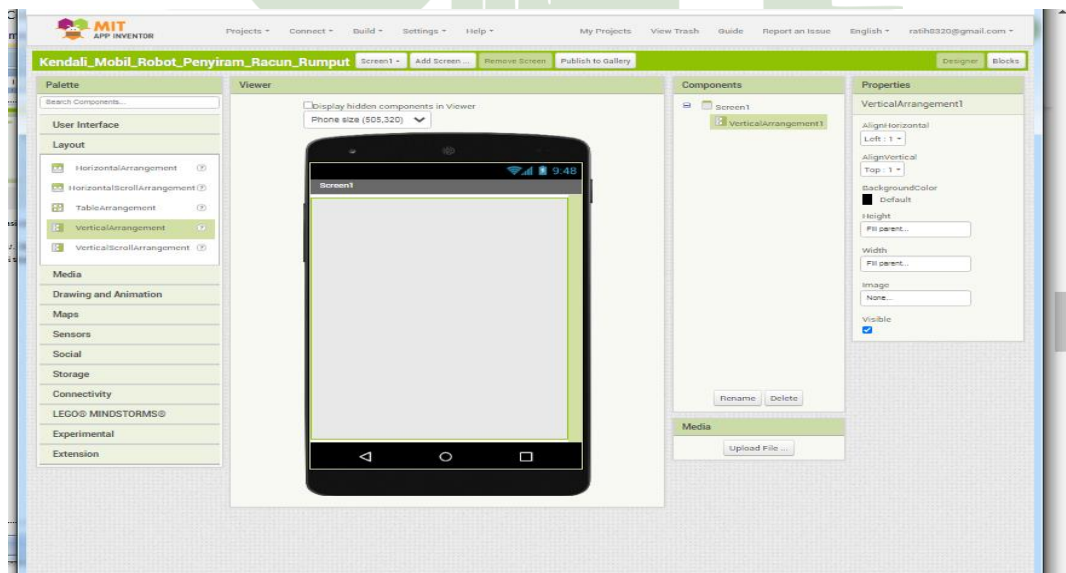 MIT
APP INVENTOR
Projects Connect Build Settings Help My Projects View Trash Guide Report an Issue English ratih8320@gmail.com
Kendali_Mobil_Robot_Penyiram_Racun_Rumput Screen1 Add Screen ... Remove Screen Publish to Gallery Designer Blocks
Palette
Search Components...
User Interface
Layout
HorizontalArrangement
HorizontalScrollArrangement
TableArrangement
VerticalArrangement
VerticalScrollArrangement
Media
Drawing and Animation
Maps
Sensors
Social
Storage
Connectivity
LEGO® MINDSTORMS®
Experimental
Extension
Viewer
Display hidden components in Viewer
Phone size (505,320)
9:48
Screen1
Components
Screen1
VerticalArrangement1
Rename Delete
Media
Upload File ...
Properties
VerticalArrangement1
AlignHorizontal
Left : 1
AlignVertical
Top : 1
BackgroundColor
Default
Height
Fill parent...
Width
Fill parent...
Image
None...
Visible